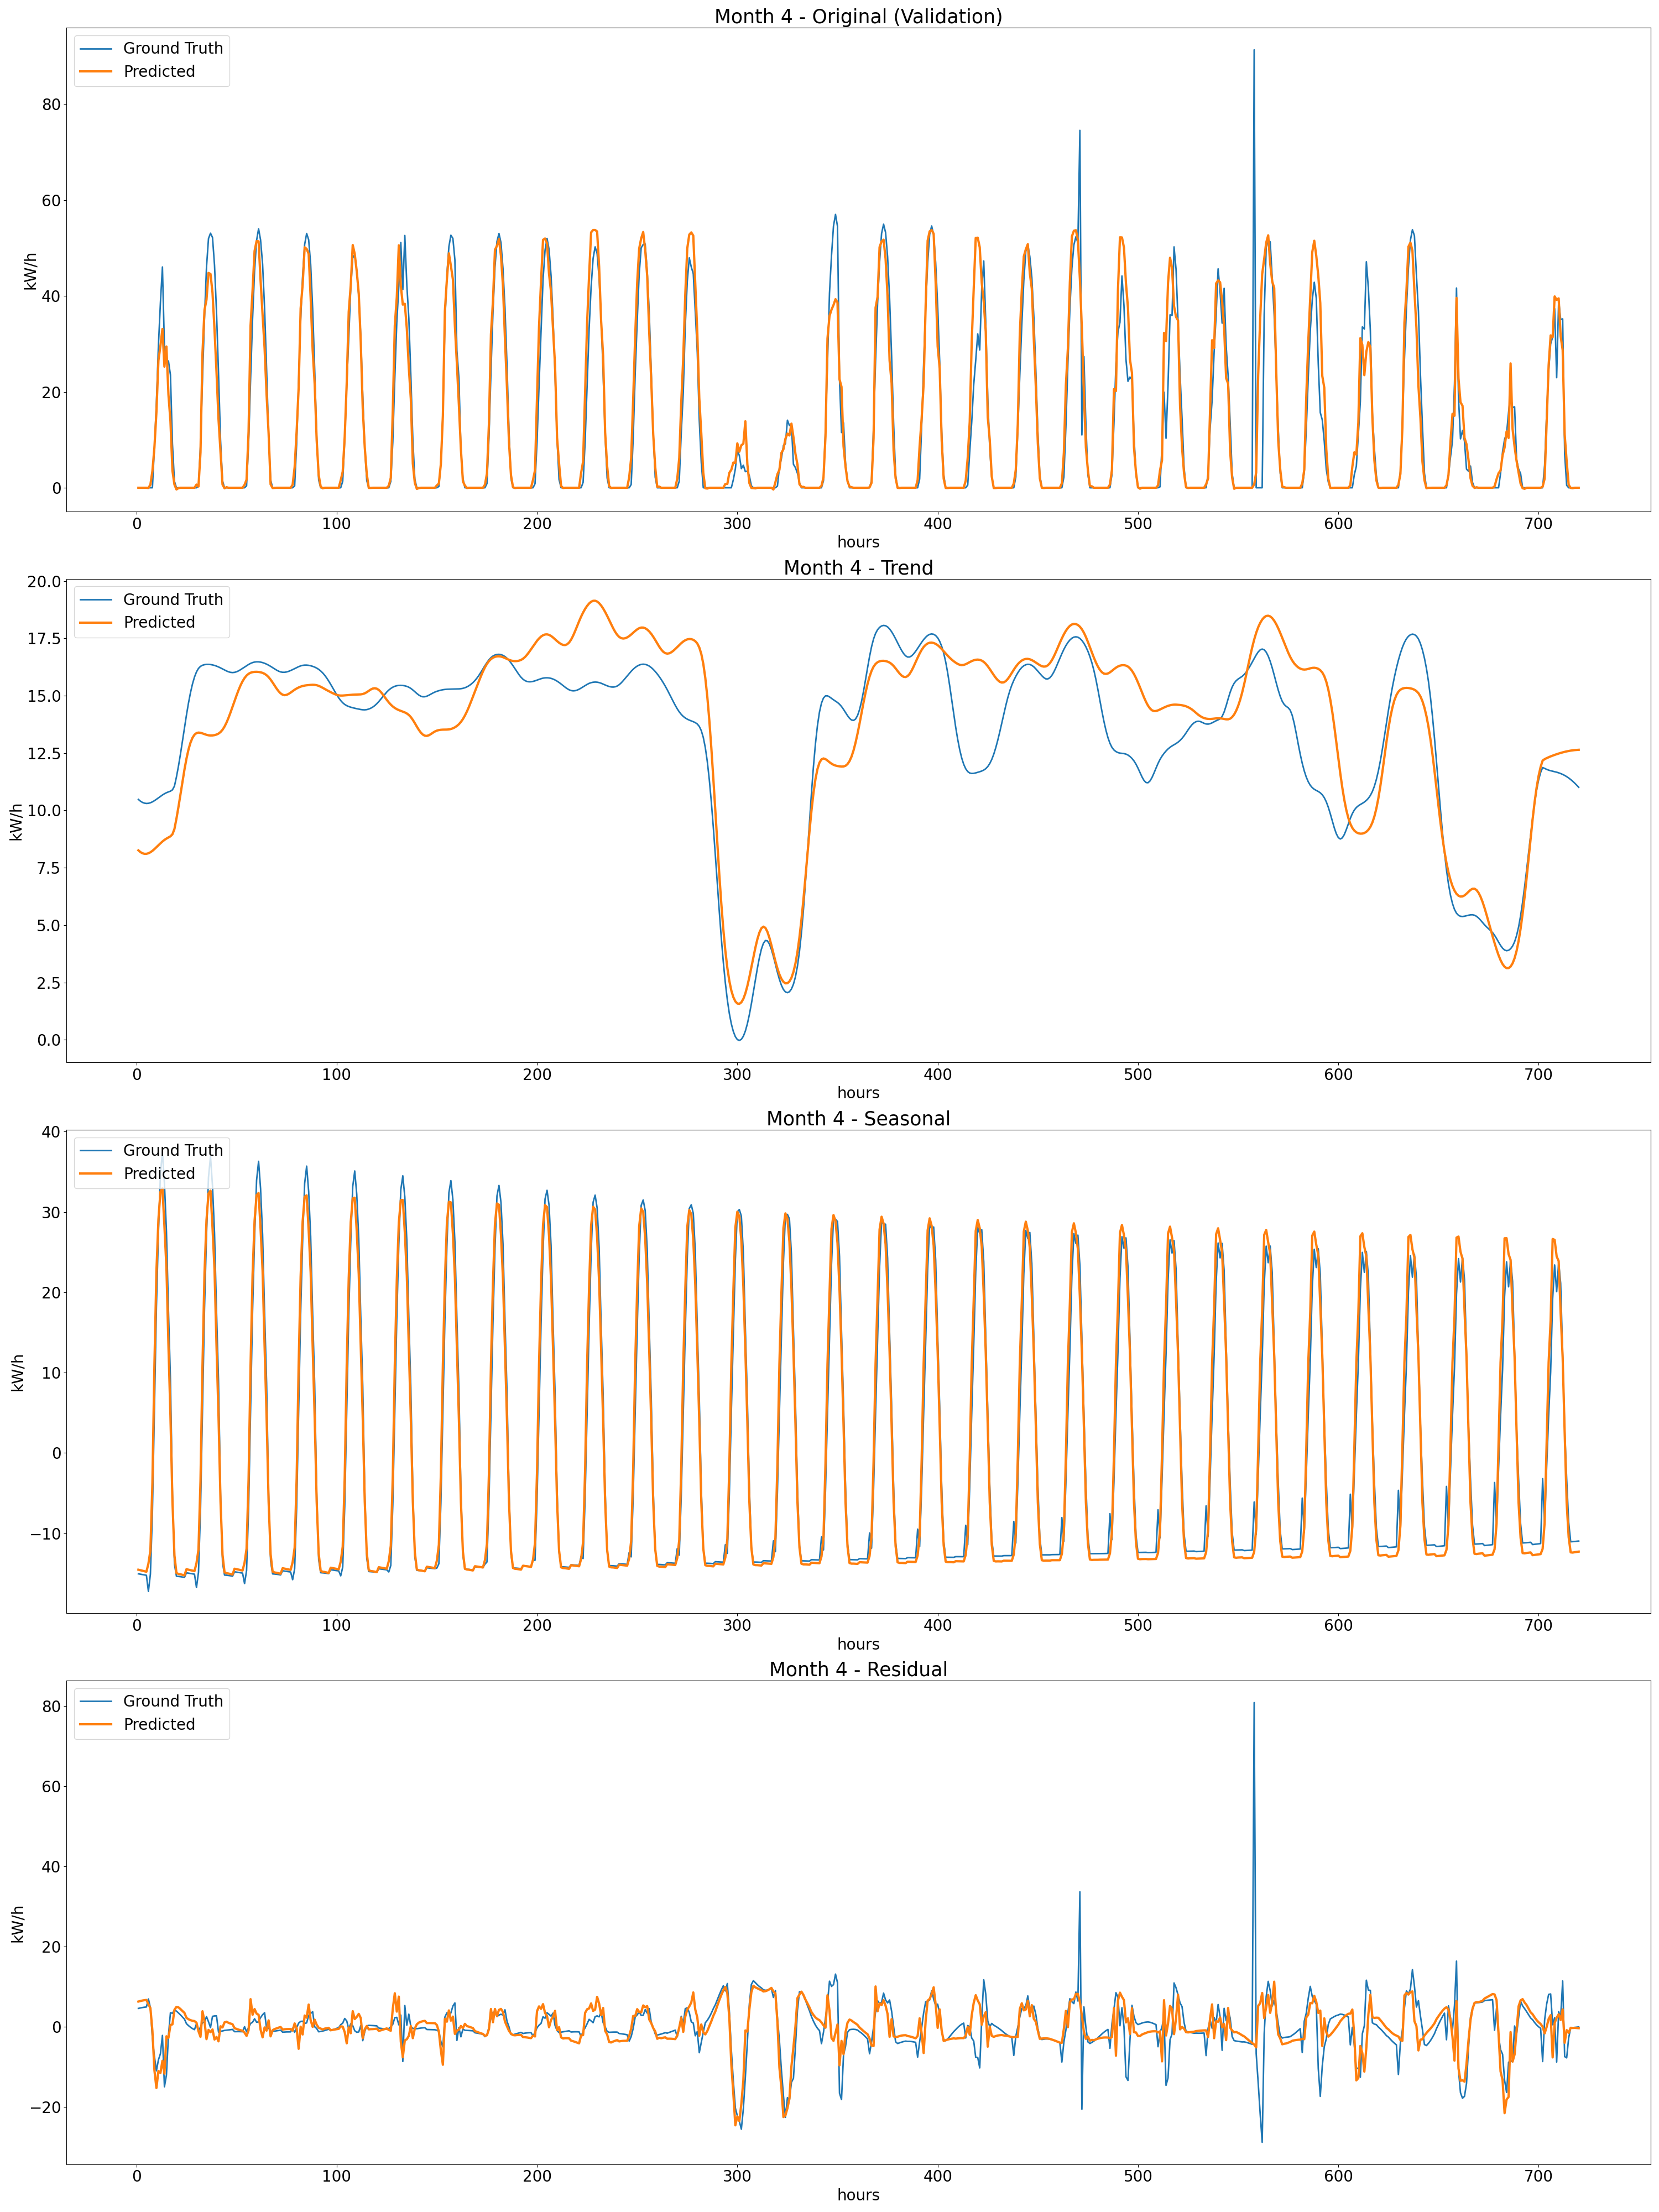 Month 4 - Original (Validation)
Ground Truth
Predicted
kW/h
80
60
40
20
0
0 100 200 300 400 500 600 700
hours
Month 4 - Trend
Ground Truth
Predicted
kW/h
20.0
17.5
15.0
12.5
10.0
7.5
5.0
2.5
0.0
0 100 200 300 400 500 600 700
hours
Month 4 - Seasonal
Ground Truth
Predicted
kW/h
40
30
20
10
0
−10
0 100 200 300 400 500 600 700
hours
Month 4 - Residual
Ground Truth
Predicted
kW/h
80
60
40
20
0
−20
0 100 200 300 400 500 600 700
hours